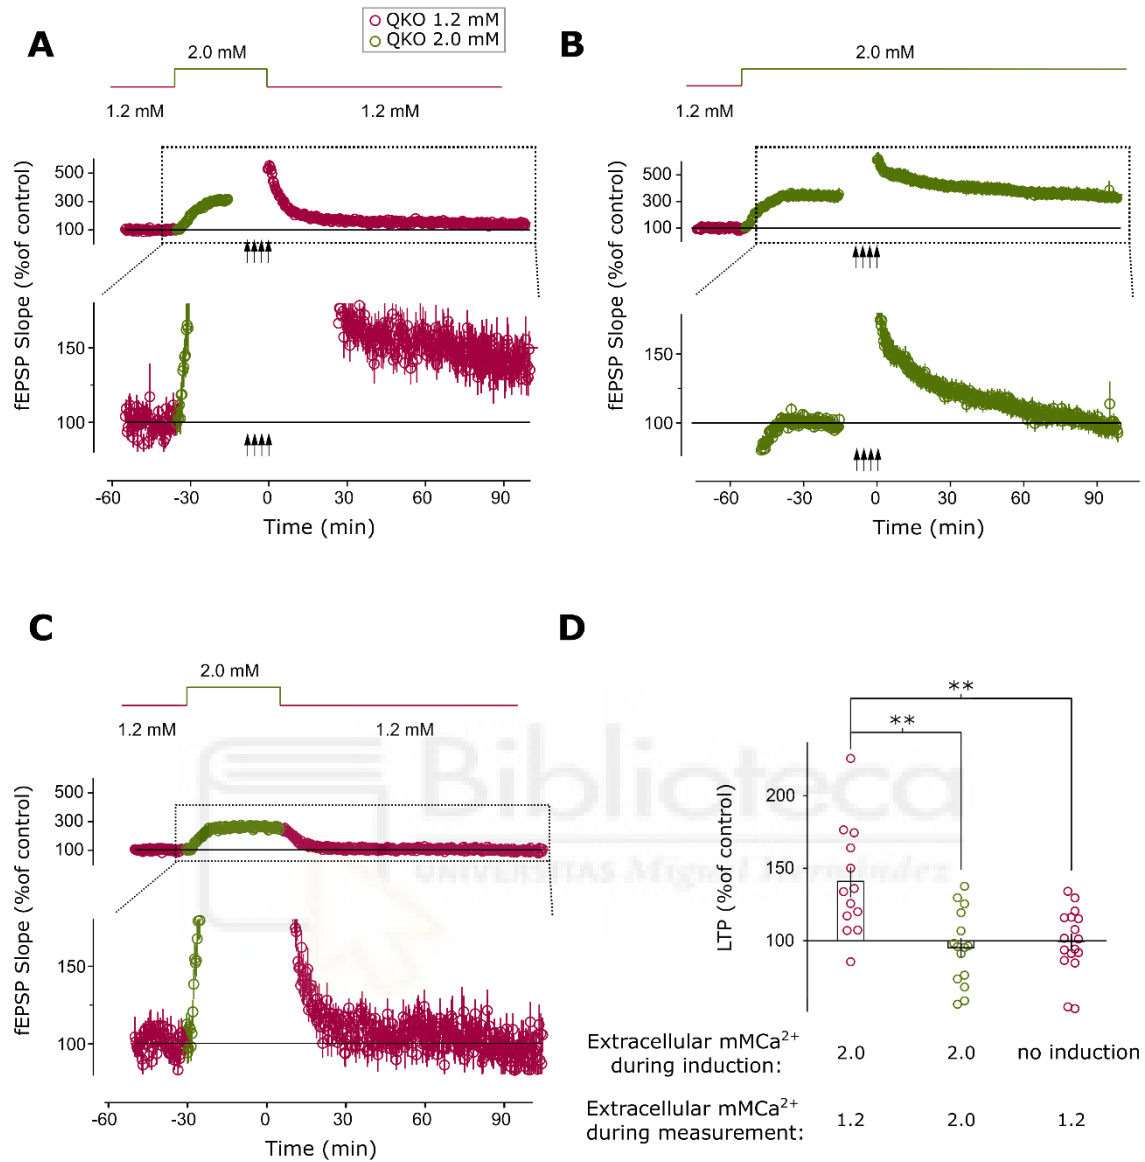 A
QKO 1.2 mM
QKO 2.0 mM
2.0 mM
1.2 mM
1.2 mM
fEPSP Slope (%of control)
500
300
100
150
100
-60
-30
0
30
60
90
Time (min)
B
2.0 mM
1.2 mM
fEPSP Slope (%of control)
500
300
100
150
100
-60
-30
0
30
60
90
Time (min)
C
2.0 mM
1.2 mM
1.2 mM
fEPSP Slope (%of control)
500
300
100
150
100
-60
-30
0
30
60
90
Time (min)
D
**
**
LTP (%of control)
200
150
100
Extracellular mMCa²⁺
during induction:
2.0
2.0
no induction
Extracellular mMCa²⁺
during measurement:
1.2
2.0
1.2
Biblioteca
UNIVERSITAS Miguel Hernández